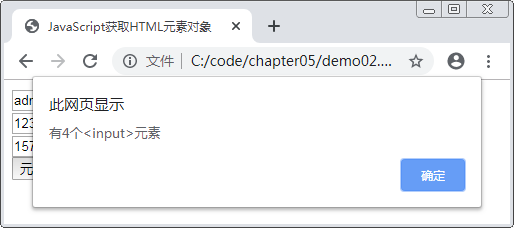 JavaScript获取HTML元素对象
文件 C:/code/chapter05/demo02....
此网页显示
有4个<input>元素
确定
adr
123
157
元